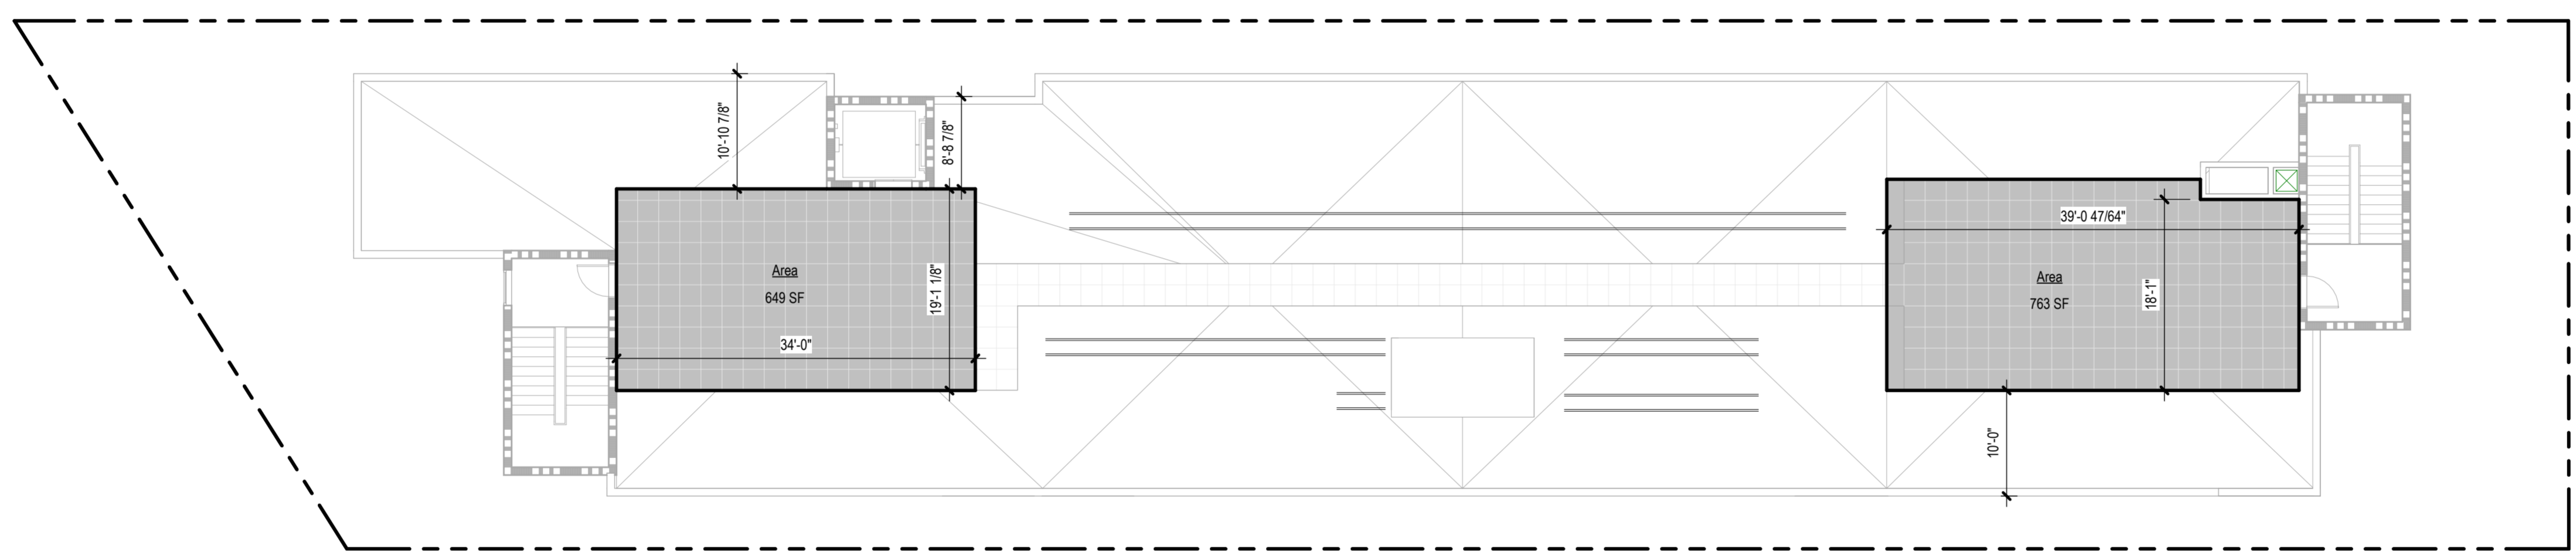 10'-10 7/8"
8'-8 7/8"
Area
649 SF
19'-1 1/8"
34'-0"
39'-0 47/64"
Area
763 SF
18'-1"
10'-0"